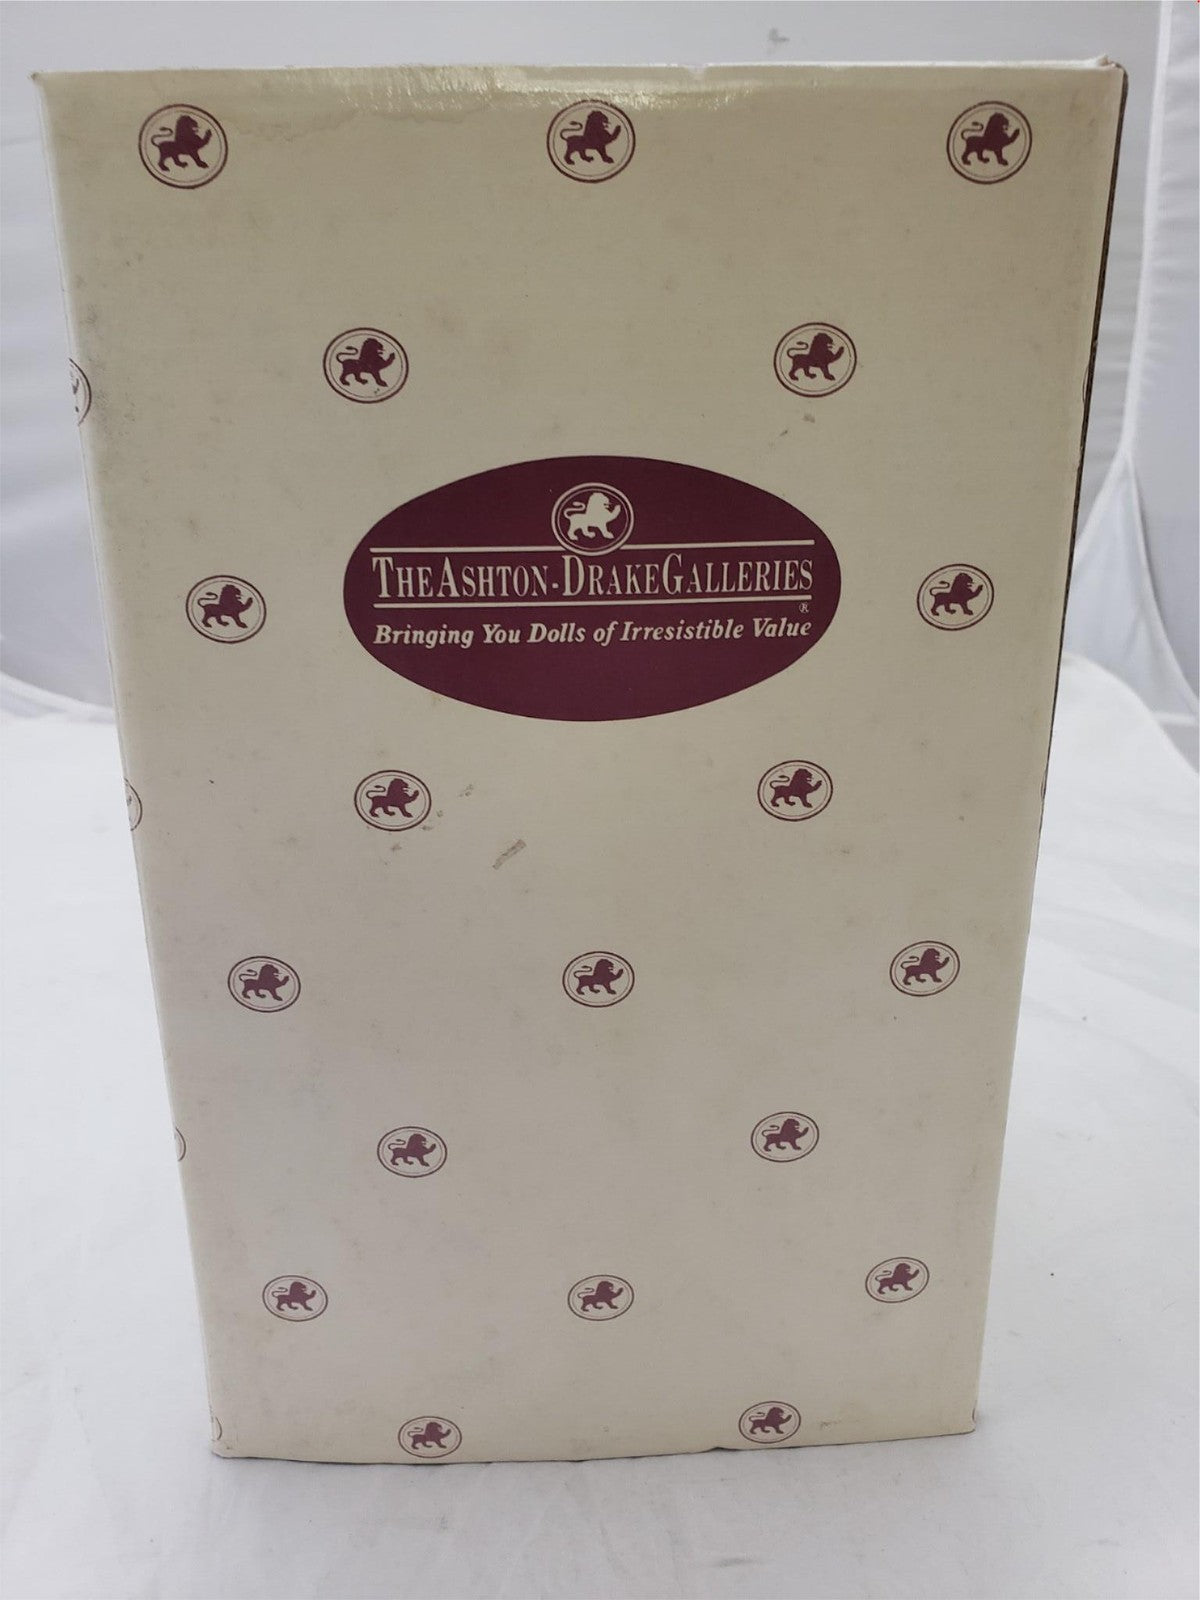 THE ASHTON-DRAKE GALLERIES
®
Bringing You Dolls of Irresistible Value